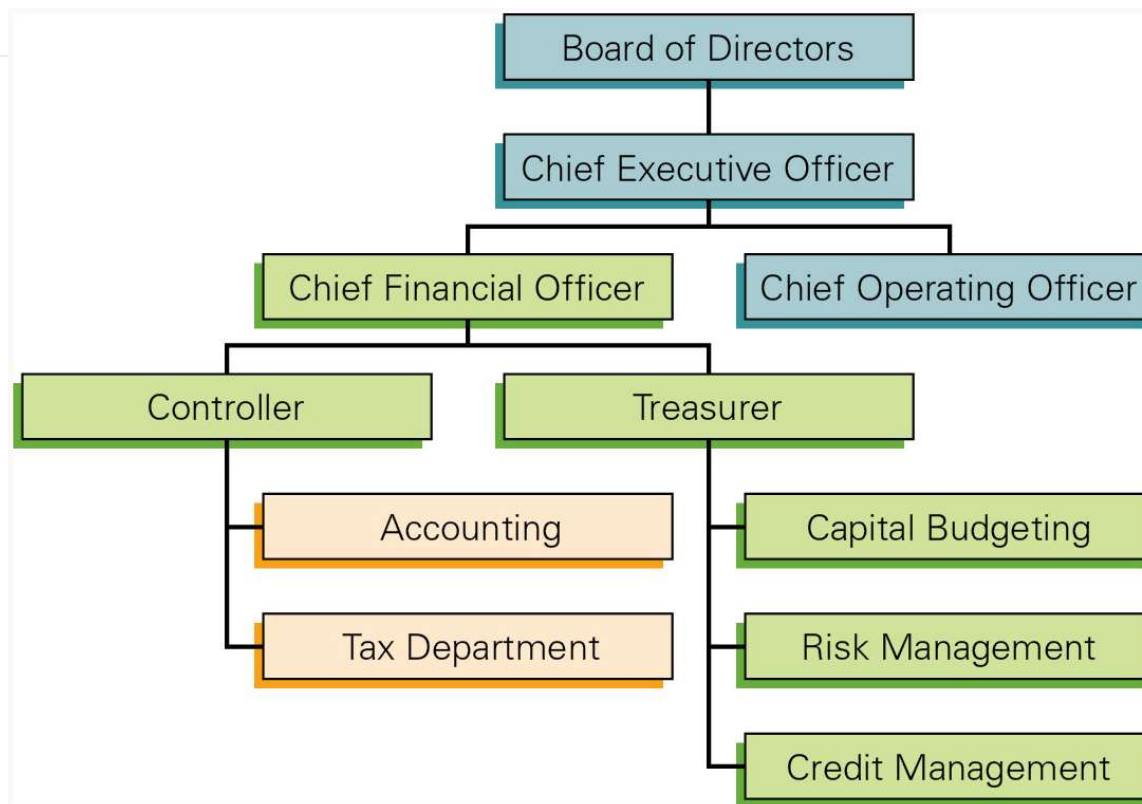 Board of Directors
Chief Executive Officer
Chief Financial Officer
Chief Operating Officer
Controller
Treasurer
Accounting
Capital Budgeting
Tax Department
Risk Management
Credit Management